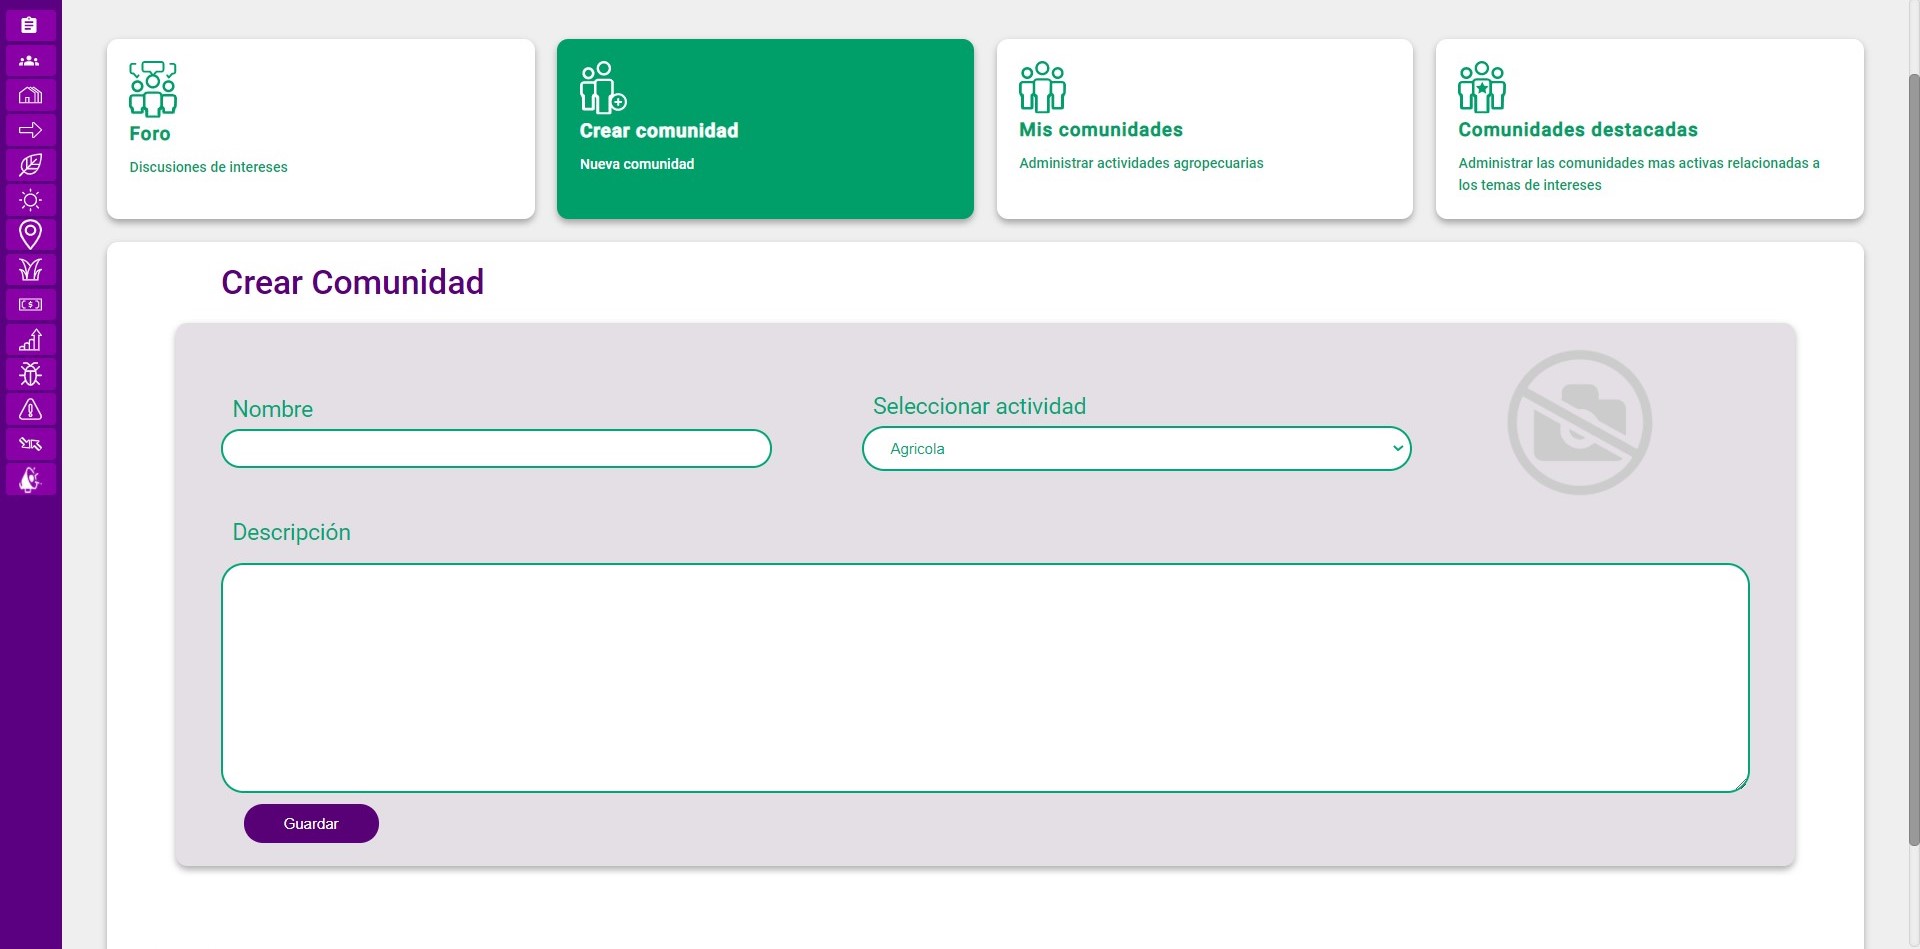 Foro
Discusiones de intereses
Crear comunidad
Nueva comunidad
Mis comunidades
Administrar actividades agropecuarias
Comunidades destacadas
Administrar las comunidades mas activas relacionadas a
los temas de intereses
Crear Comunidad
Nombre
Seleccionar actividad
Agricola
Descripción
Guardar